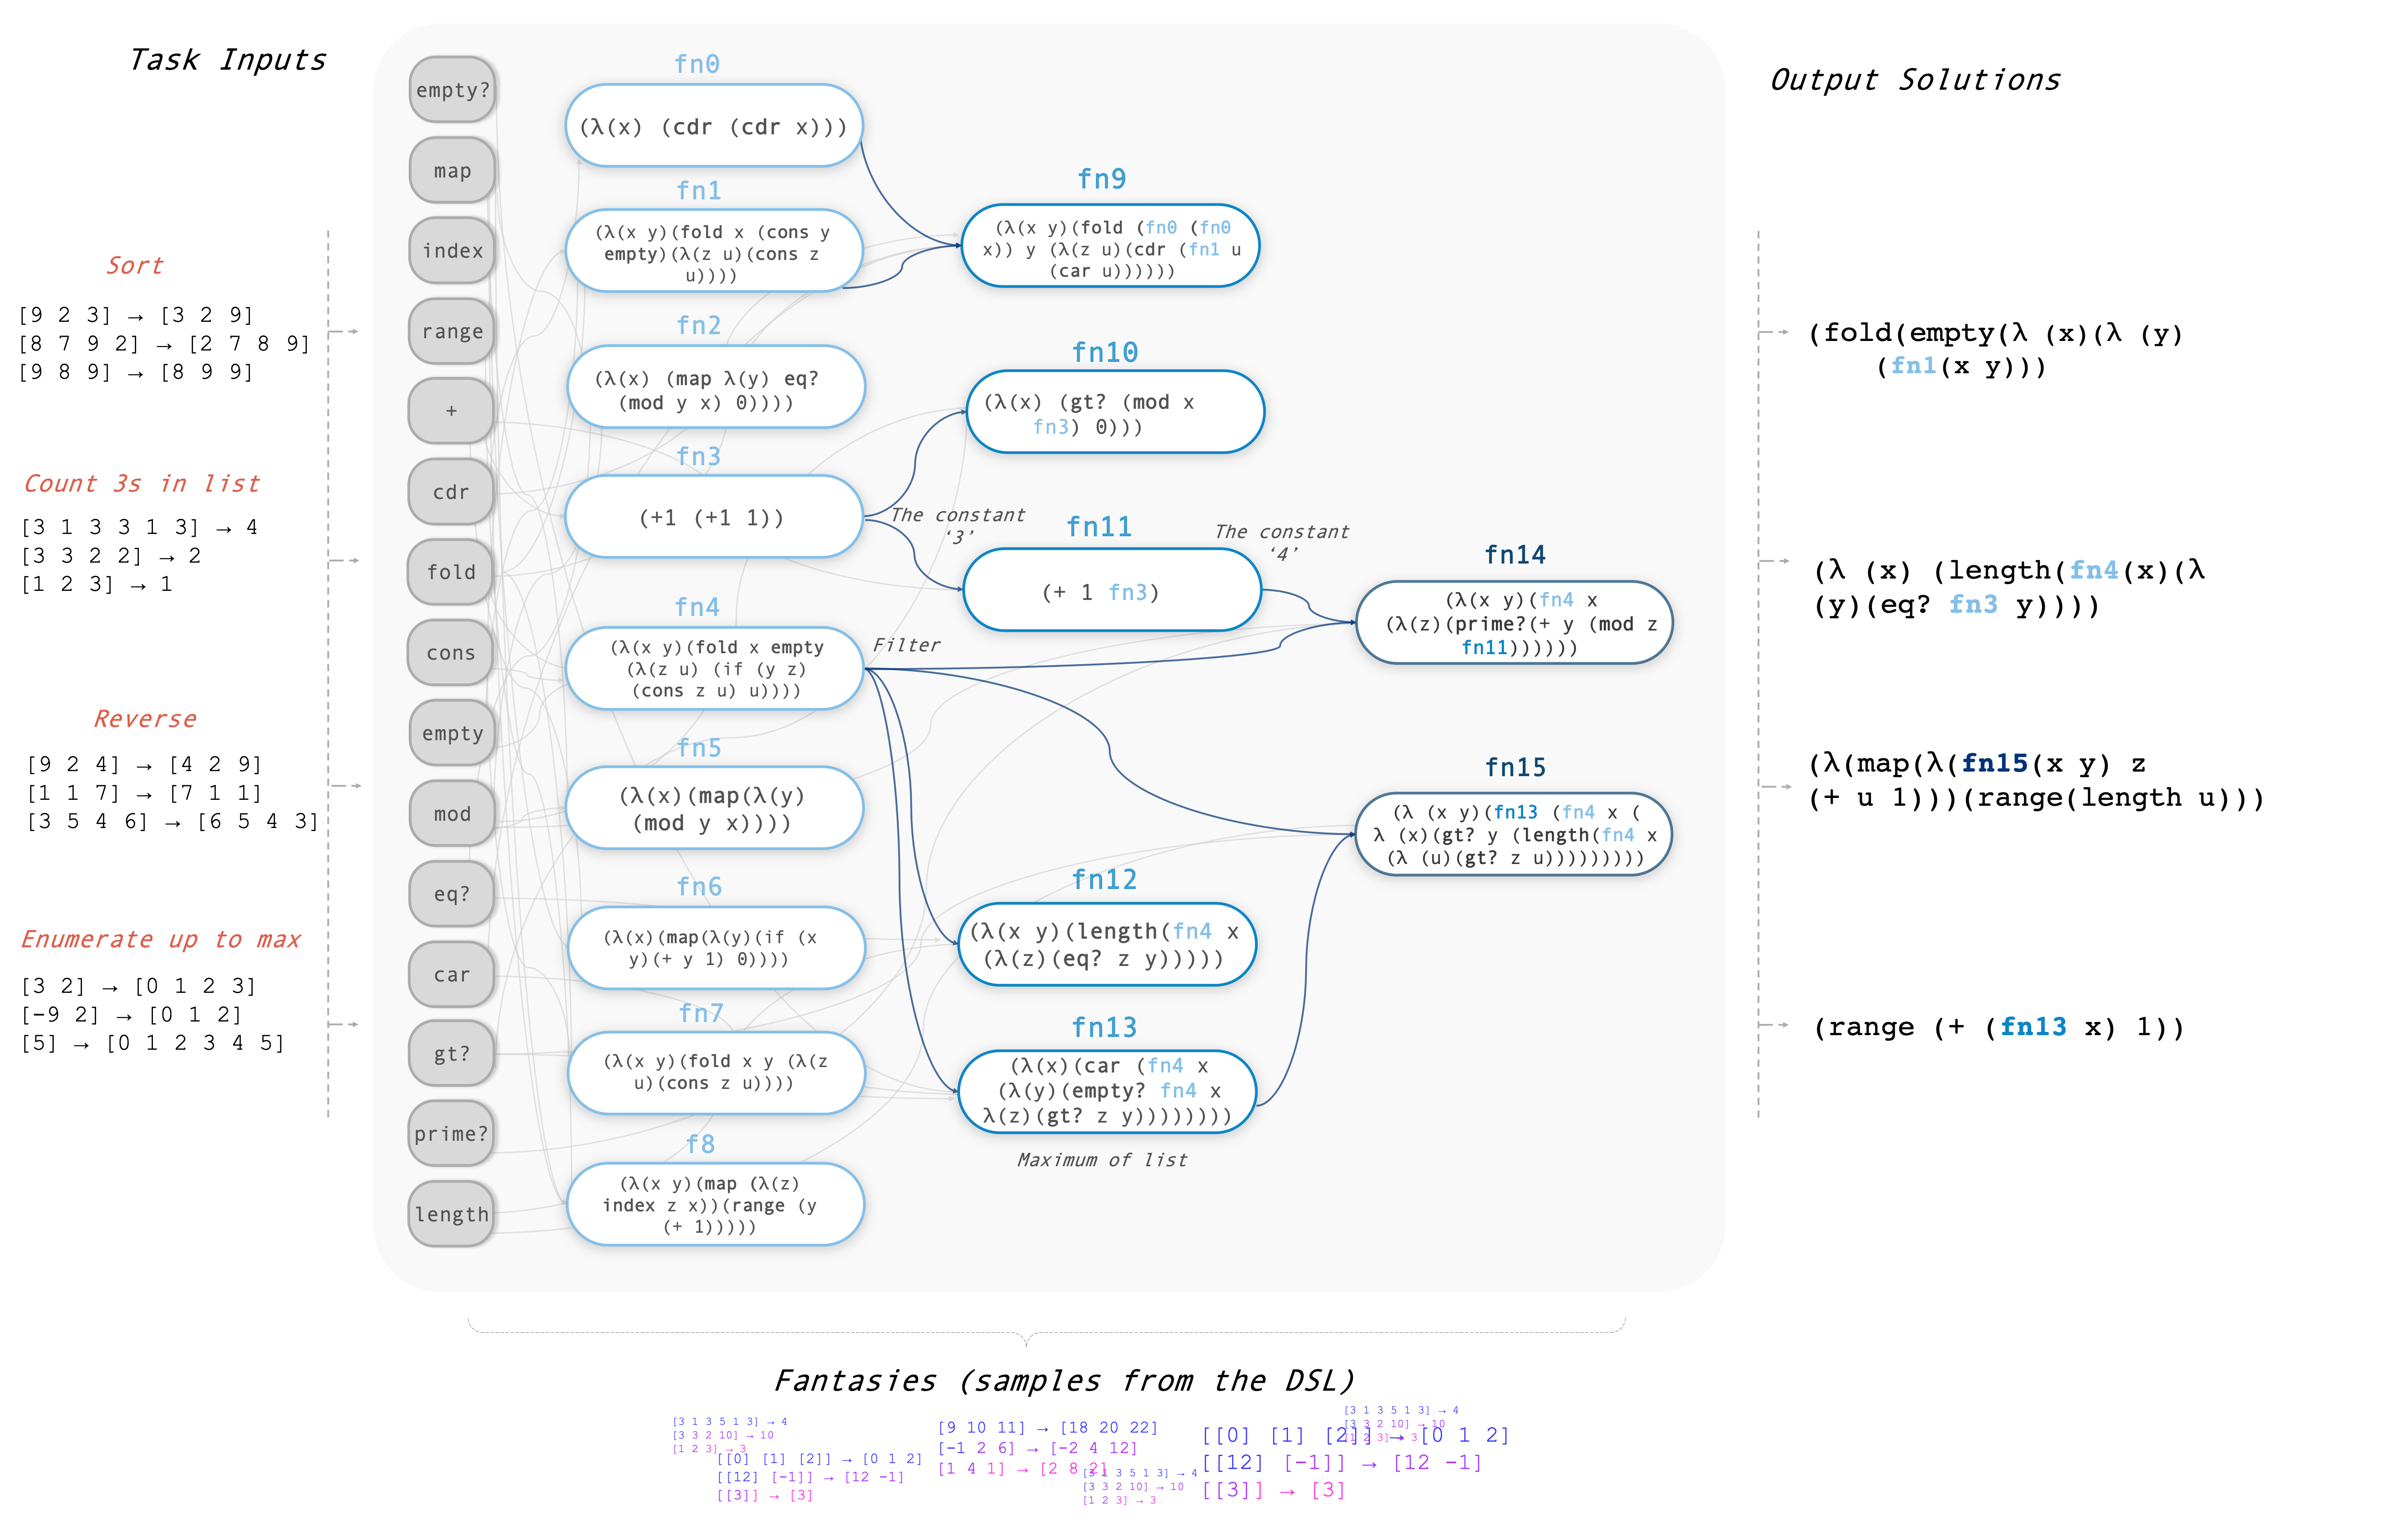 Task Inputs
Sort
[9 2 3] → [3 2 9]
[8 7 9 2] → [2 7 8 9]
[9 8 9] → [8 9 9]
Count 3s in list
[3 1 3 3 1 3] → 4
[3 3 2 2] → 2
[1 2 3] → 1
Reverse
[9 2 4] → [4 2 9]
[1 1 7] → [7 1 1]
[3 5 4 6] → [6 5 4 3]
Enumerate up to max
[3 2] → [0 1 2 3]
[-9 2] → [0 1 2]
[5] → [0 1 2 3 4 5]
empty?
map
index
range
+
cdr
fold
cons
empty
mod
eq?
car
gt?
prime?
length
fn0
(λ(x) (cdr (cdr x)))
fn1
(λ(x y)(fold x (cons y
empty)(λ(z u)(cons z
u))))
fn2
(λ(x) (map λ(y) eq?
(mod y x) 0))))
fn3
(+1 (+1 1))
The constant
‘3’
fn4
(λ(x y)(fold x empty
(λ(z u) (if (y z)
(cons z u) u))))
Filter
fn5
(λ(x)(map(λ(y)
(mod y x))))
fn6
(λ(x)(map(λ(y)(if (x
y)(+ y 1) 0))))
fn7
(λ(x y)(fold x y (λ(z
u)(cons z u))))
f8
(λ(x y)(map (λ(z)
index z x))(range (y
(+ 1)))))
fn9
(λ(x y)(fold (fn0 (fn0
x)) y (λ(z u)(cdr (fn1 u
(car u))))))
fn10
(λ(x) (gt? (mod x
fn3) 0)))
fn11
(+ 1 fn3)
The constant
‘4’
fn12
(λ(x y)(length(fn4 x
(λ(z)(eq? z y)))))
fn13
(λ(x)(car (fn4 x
(λ(y)(empty? fn4 x
λ(z)(gt? z y))))))))
Maximum of list
fn14
(λ(x y)(fn4 x
(λ(z)(prime?(+ y (mod z
fn11))))))
fn15
(λ (x y)(fn13 (fn4 x (
λ (x)(gt? y (length(fn4 x
(λ (u)(gt? z u)))))))))
Output Solutions
(fold(empty(λ (x)(λ (y)
(fn1(x y)))
(λ (x) (length(fn4(x)(λ
(y)(eq? fn3 y))))
(λ(map(λ(fn15(x y) z
(+ u 1)))(range(length u)))
(range (+ (fn13 x) 1))
Fantasies (samples from the DSL)
[3 1 3 5 1 3] → 4
[3 3 2 10] → 10
[1 2 3] → 3
[[0] [1] [2]] → [0 1 2]
[[12] [-1]] → [12 -1]
[[3]] → [3]
[9 10 11] → [18 20 22]
[-1 2 6] → [-2 4 12]
[1 4 1] → [2 8 2]
[3 1 3 5 1 3] → 4
[3 3 2 10] → 10
[1 2 3] → 3
[3 1 3 5 1 3] → 4
[3 3 2 10] → 10
[1 2 3] → 3
[[0] [1] [2]] → [0 1 2]
[[12] [-1]] → [12 -1]
[[3]] → [3]